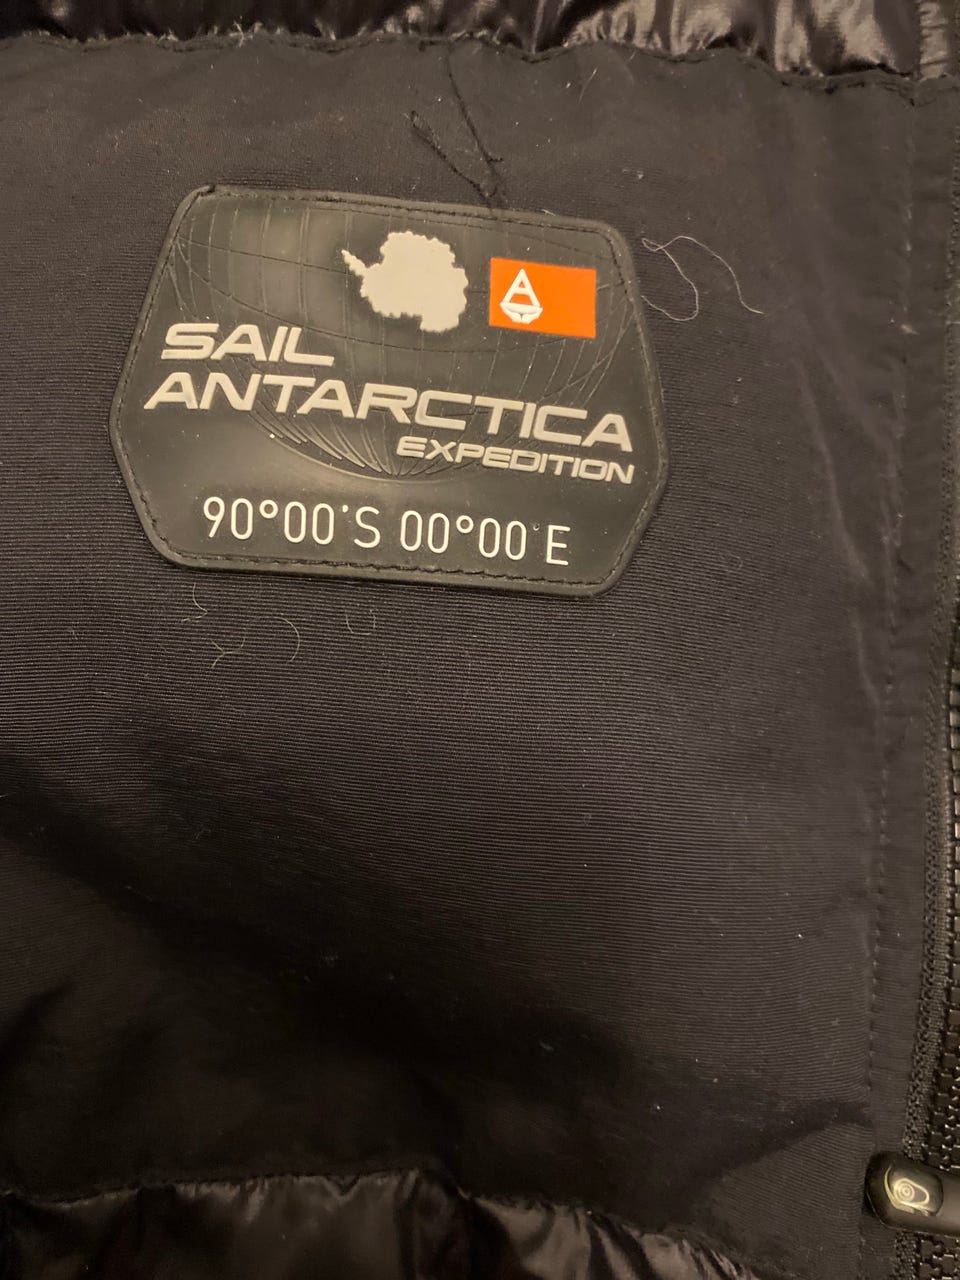 SAIL
ANTARCTICA
EXPEDITION
90°00'S 00°00'E